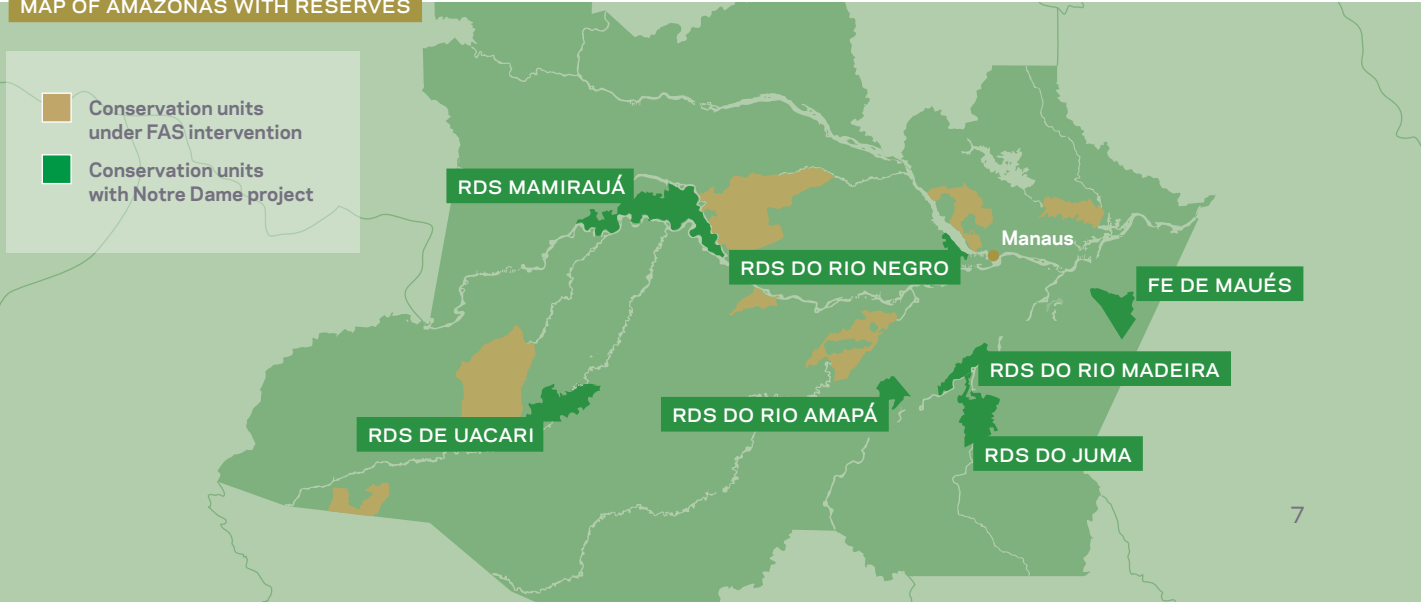 MAP OF AMAZONAS WITH RESERVES
Conservation units
under FAS intervention
Conservation units
with Notre Dame project
RDS MAMIRAUÁ
Manaus
RDS DO RIO NEGRO
FE DE MAUÉS
RDS DO RIO MADEIRA
RDS DO RIO AMAPÁ
RDS DE UACARI
RDS DO JUMA
7